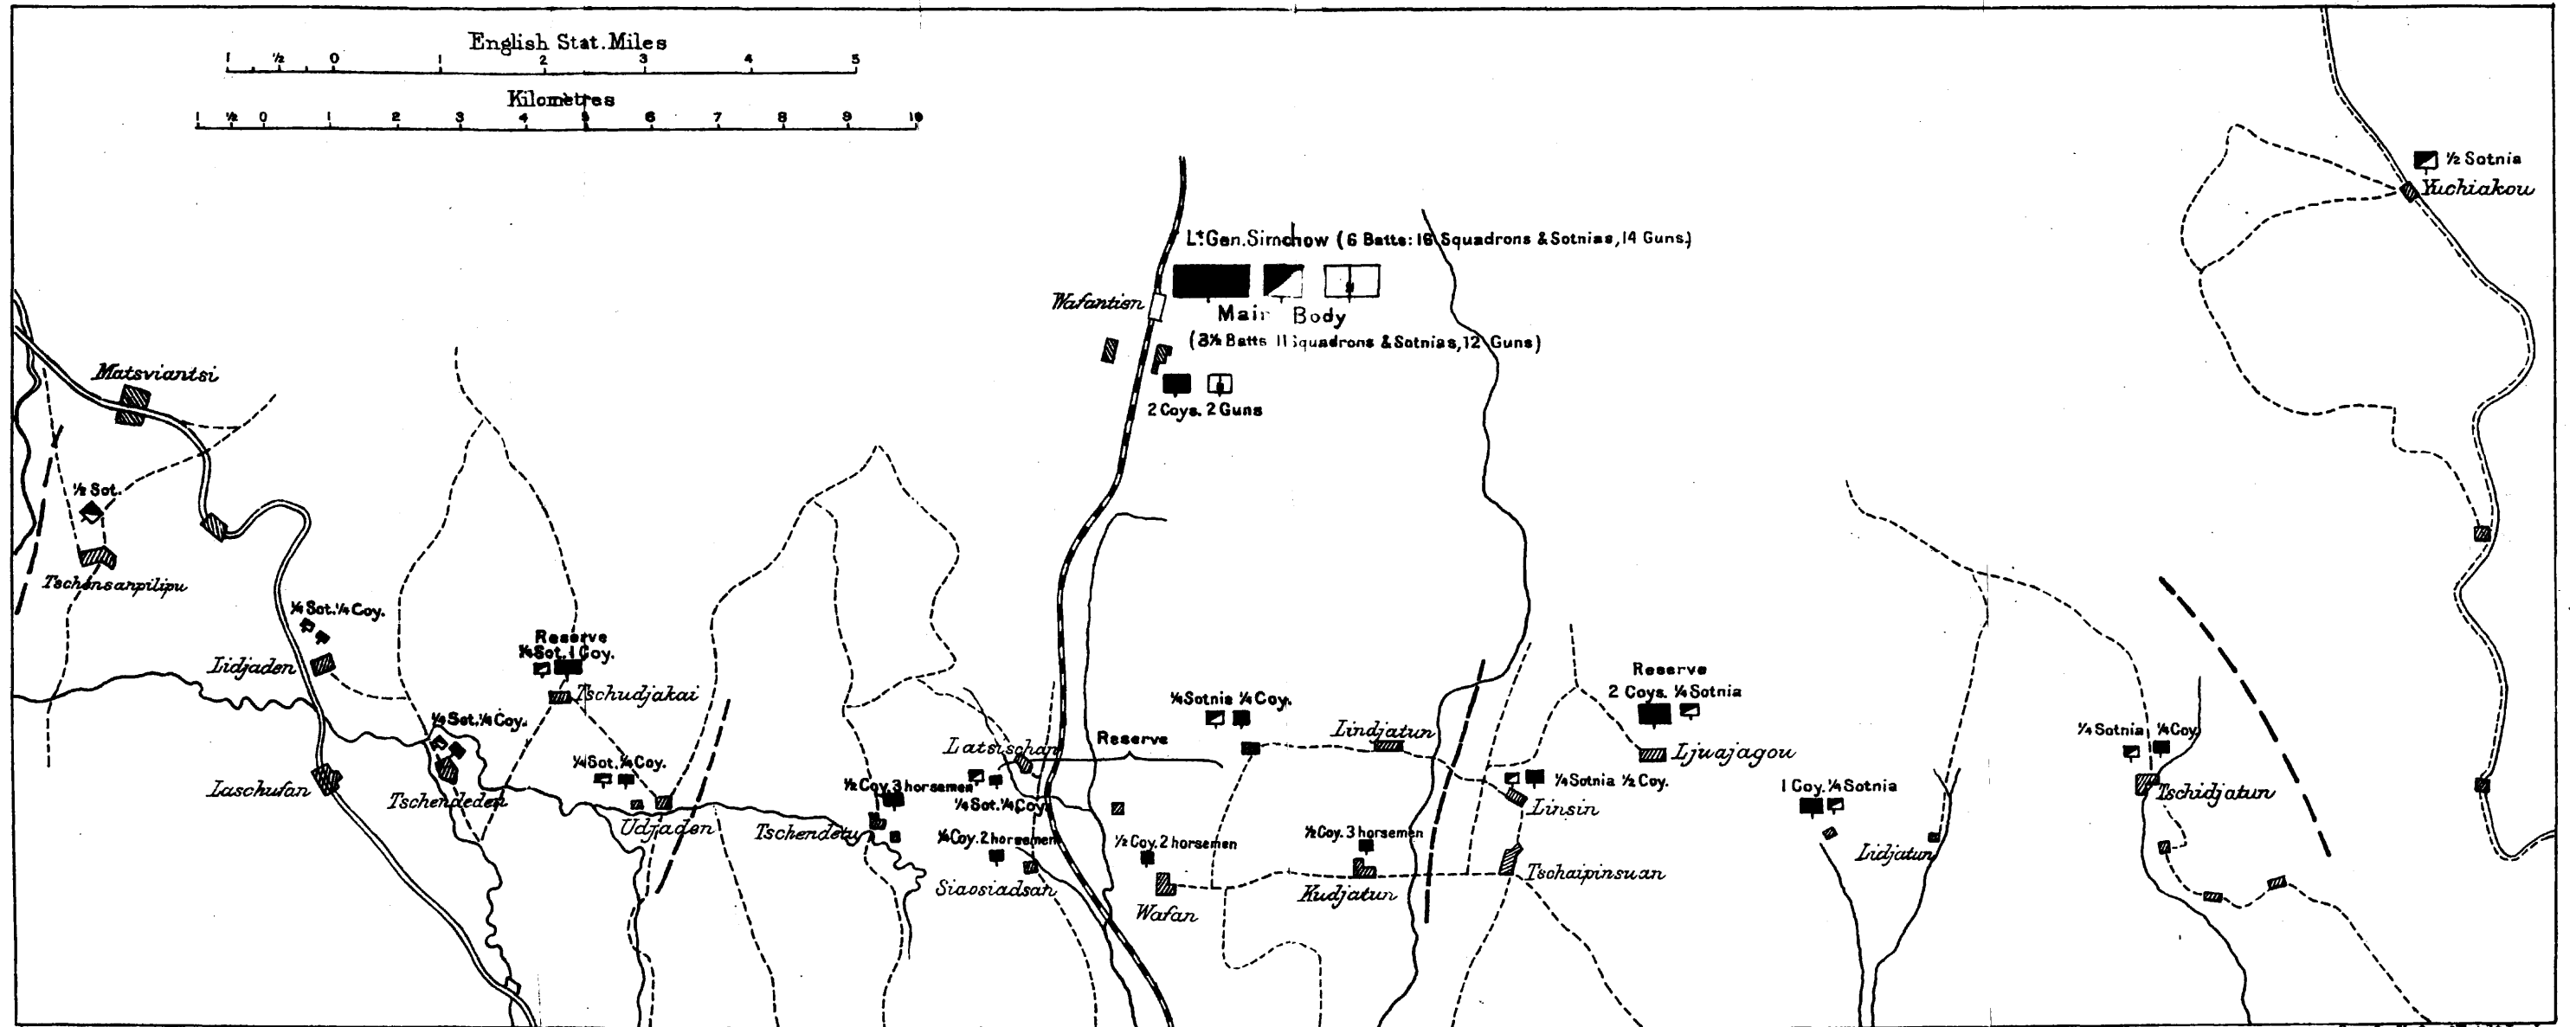 English Stat. Miles
1 ½ 0 1 2 3 4 5
Kilomètres
1 ½ 0 1 2 3 4 5 6 7 8 9 10
½ Sotnia
Yuchiakou
Lt. Gen. Simchow (6 Batts: 16 Squadrons & Sotnias, 14 Guns.)
Wafantien
Main Body
(3¾ Batts 11 Squadrons & Sotnias, 12 Guns)
2 Coys. 2 Guns
Matsviantsi
½ Sot.
Tschensanpilipu
¼ Sot. ¼ Coy.
Lidjaden
Reserve
¼ Sot. 1 Coy.
Tschudjakai
¼ Sot. ¼ Coy.
Tschendeden
Laschufan
¼ Sot. ¼ Coy.
Udjaden
Latsischan
Reserve
½ Coy. 3 horsemen
¼ Sot. ¼ Coy.
Tschendetu
¼ Coy. 2 horsemen
Siaosiadsan
¼ Sotnia ¼ Coy.
½ Coy. 2 horsemen
Wafan
Lindjatun
½ Coy. 3 horsemen
Kudjatun
Reserve
2 Coys. ¼ Sotnia
Ljuajagou
¼ Sotnia ½ Coy.
Linsin
Tschaipinsuan
1 Coy. ¼ Sotnia
Lidjatun
¼ Sotnia ¼ Coy
Tschidjatun